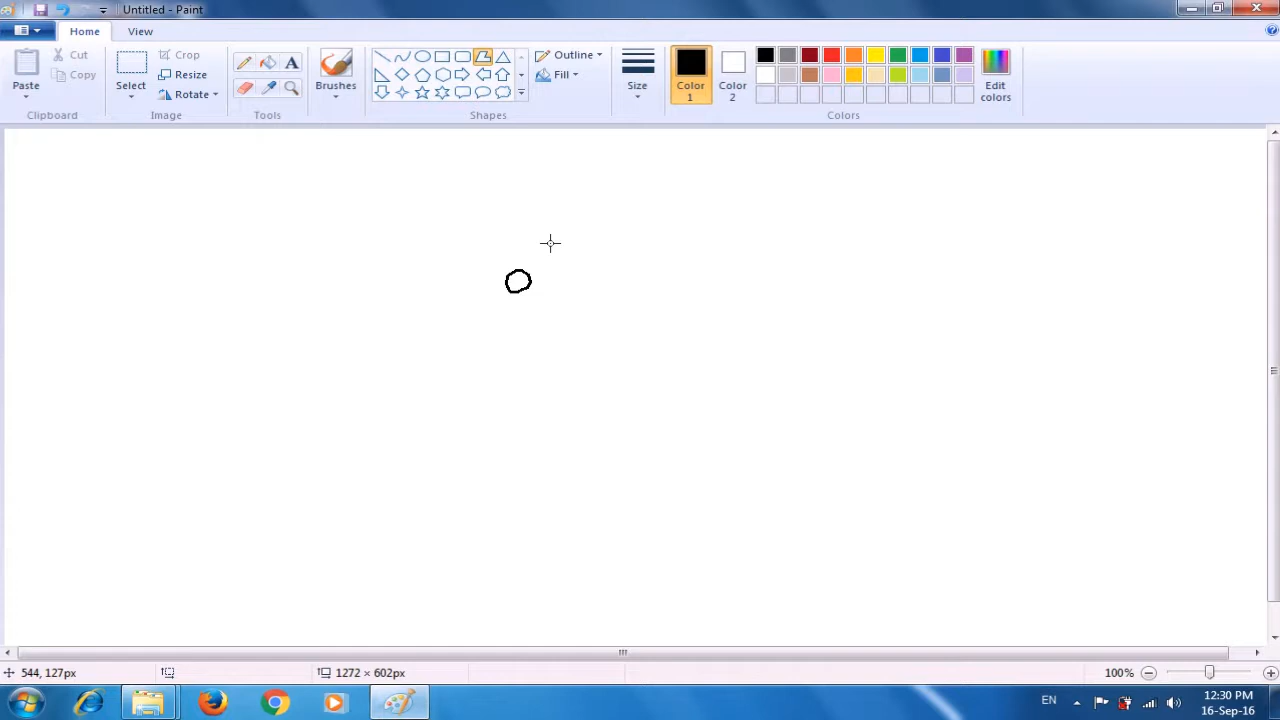 Untitled - Paint
Home
View
Paste
Cut
Copy
Clipboard
Select
Crop
Resize
Rotate
Image
A
Tools
Brushes
Shapes
Outline
Fill
Size
Color
1
Color
2
Edit
colors
Colors
544, 127px
1272 × 602px
100%
EN
12:30 PM
16-Sep-16